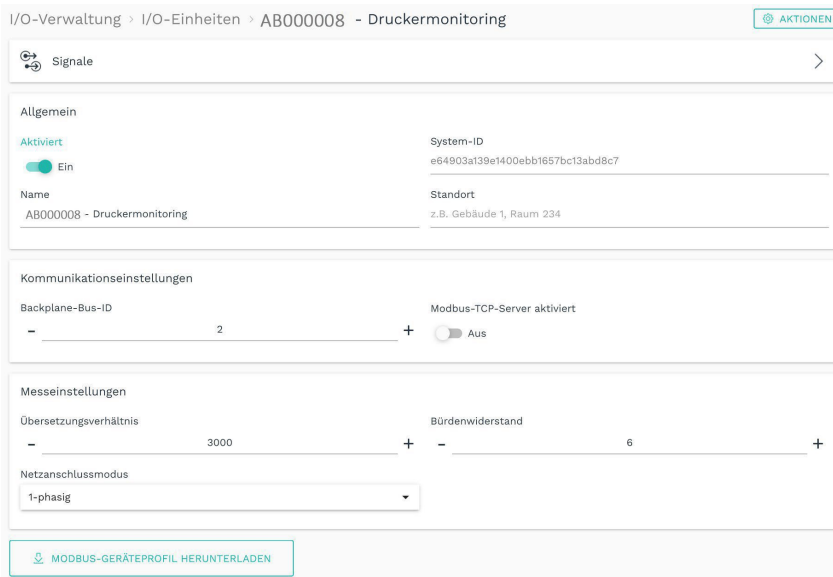 I/O-Verwaltung > I/O-Einheiten > AB000008 - Druckermonitoring
AKTIONEN
Signale
Allgemein
Aktiviert
Ein
System-ID
e64903a139e1400ebb1657bc13abd8c7
Name
AB000008 - Druckermonitoring
Standort
z.B. Gebäude 1, Raum 234
Kommunikationseinstellungen
Backplane-Bus-ID
- 2 +
Modbus-TCP-Server aktiviert
Aus
Messeinstellungen
Übersetzungsverhältnis
- 3000 +
Bürdenwiderstand
- 6 +
Netzanschlussmodus
1-phasig
MODBUS-GERÄTEPROFIL HERUNTERLADEN